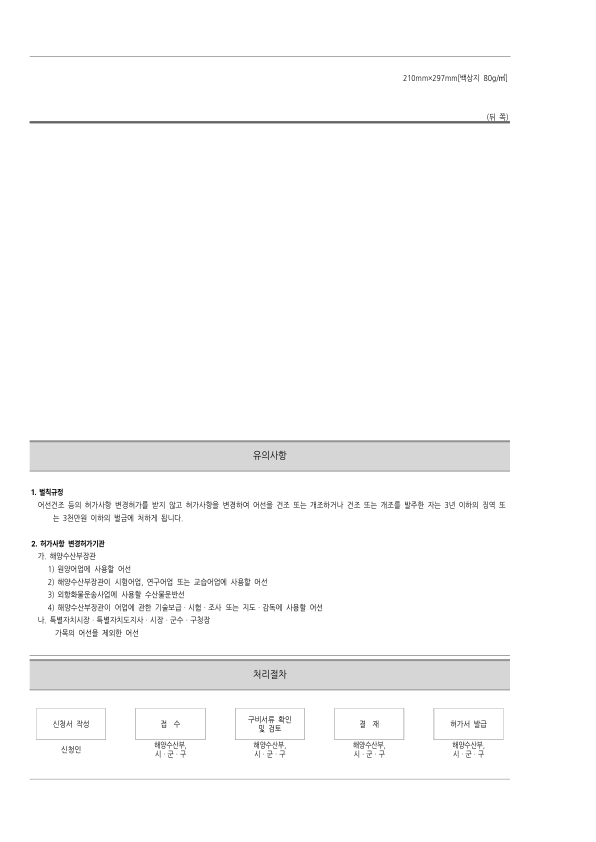 210mm×297mm[백상지 80g/㎡]
(뒤 쪽)
유의사항
1. 벌칙규정
어선건조 등의 허가사항 변경허가를 받지 않고 허가사항을 변경하여 어선을 건조 또는 개조하거나 건조 또는 개조를 발주한 자는 3년 이하의 징역 또
는 3천만원 이하의 벌금에 처하게 됩니다.
2. 허가사항 변경허가기관
가. 해양수산부장관
1) 원양어업에 사용할 어선
2) 해양수산부장관이 시험어업, 연구어업 또는 교습어업에 사용할 어선
3) 외항화물운송사업에 사용할 수산물운반선
4) 해양수산부장관이 어업에 관한 기술보급ㆍ시험ㆍ조사 또는 지도ㆍ감독에 사용할 어선
나. 특별자치시장ㆍ특별자치도지사ㆍ시장ㆍ군수ㆍ구청장
가목의 어선을 제외한 어선
처리절차
신청서 작성
신청인
접 수
해양수산부,
시ㆍ군ㆍ구
구비서류 확인
및 검토
해양수산부,
시ㆍ군ㆍ구
결 재
해양수산부,
시ㆍ군ㆍ구
허가서 발급
해양수산부,
시ㆍ군ㆍ구